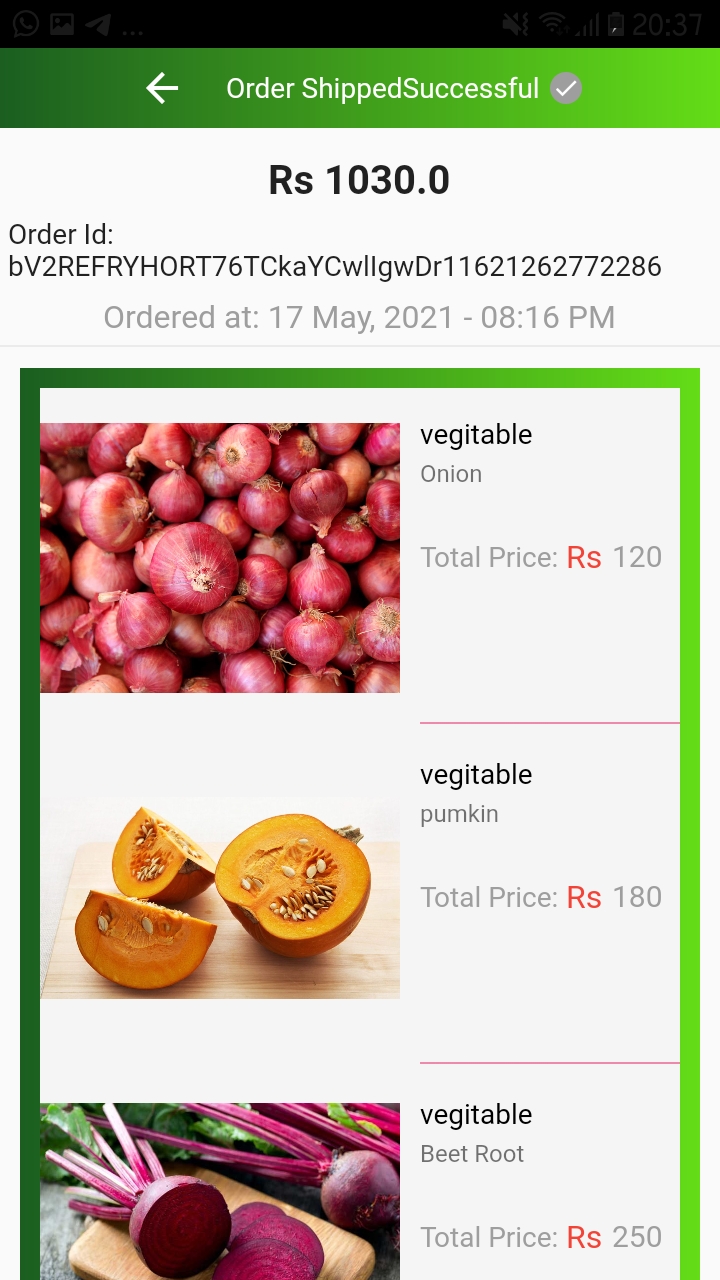 ... 20:37
Order ShippedSuccessful
Rs 1030.0
Order Id:
bV2REFRYHORT76TCkaYCwlIgwDr11621262772286
Ordered at: 17 May, 2021 - 08:16 PM
vegitable
Onion
Total Price: Rs 120
vegitable
pumkin
Total Price: Rs 180
vegitable
Beet Root
Total Price: Rs 250